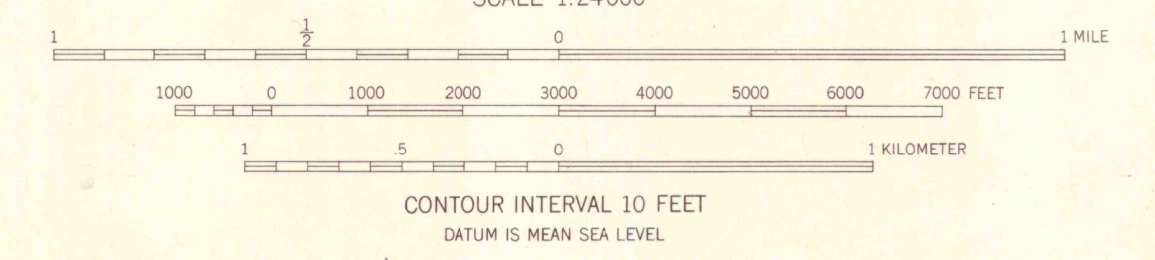 SCALE 1:24000
1 1/2 0 1 MILE
1000 0 1000 2000 3000 4000 5000 6000 7000 FEET
1 .5 0 1 KILOMETER
CONTOUR INTERVAL 10 FEET
DATUM IS MEAN SEA LEVEL